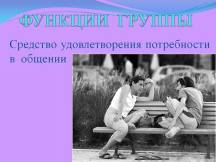 ФУНКЦИИ ГРУППЫ
Средство удовлетворения потребности
в общении